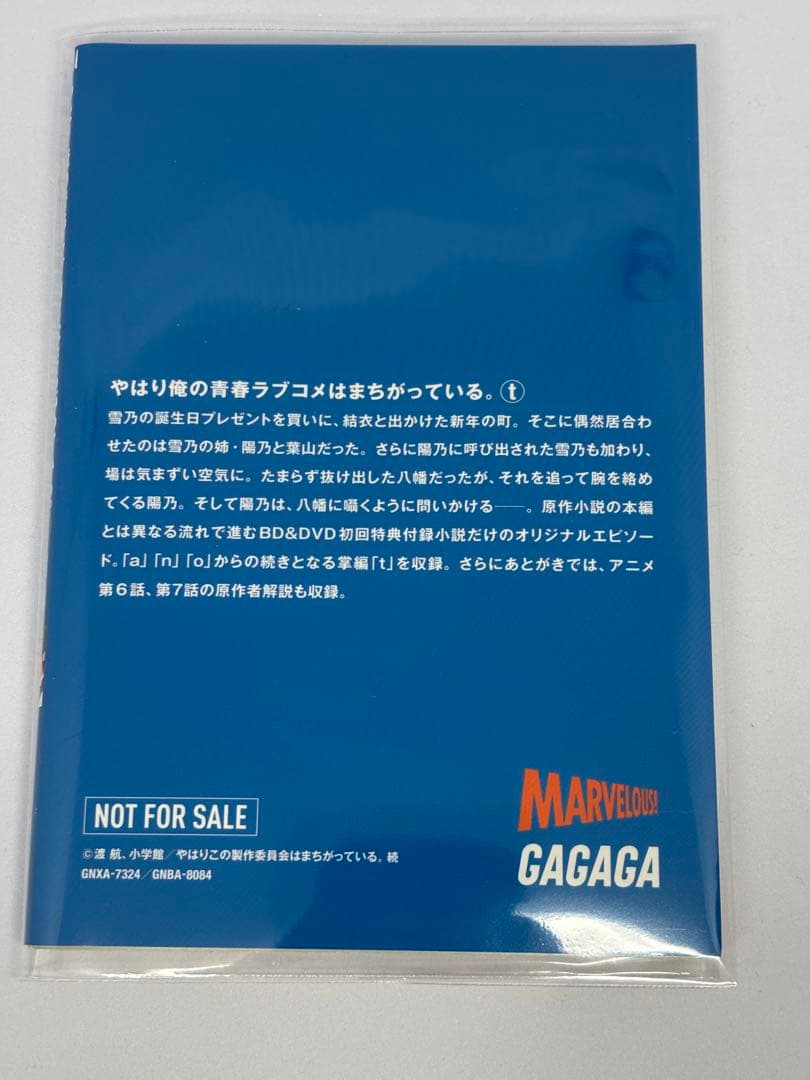 やはり俺の青春ラブコメはまちがっている。ⓣ
雪乃の誕生日プレゼントを買いに、結衣と出かけた新年の町。そこに偶然居合わ
せたのは雪乃の姉・陽乃と葉山だった。さらに陽乃に呼び出された雪乃も加わり、
場は気まずい空気に。たまらず抜け出した八幡だったが、それを追って腕を絡め
てくる陽乃。そして陽乃は、八幡に囁くように問いかける――。原作小説の本編
とは異なる流れで進むBD&DVD初回特典付録小説だけのオリジナルエピソー
ド。「a」「n」「o」からの続きとなる掌編「t」を収録。さらにあとがきでは、アニメ
第6話、第7話の原作者解説も収録。
NOT FOR SALE
©渡 航、小学館／やはりこの製作委員会はまちがっている。続
GNXA-7324／GNBA-8084
MARVELOUS!
GAGAGA